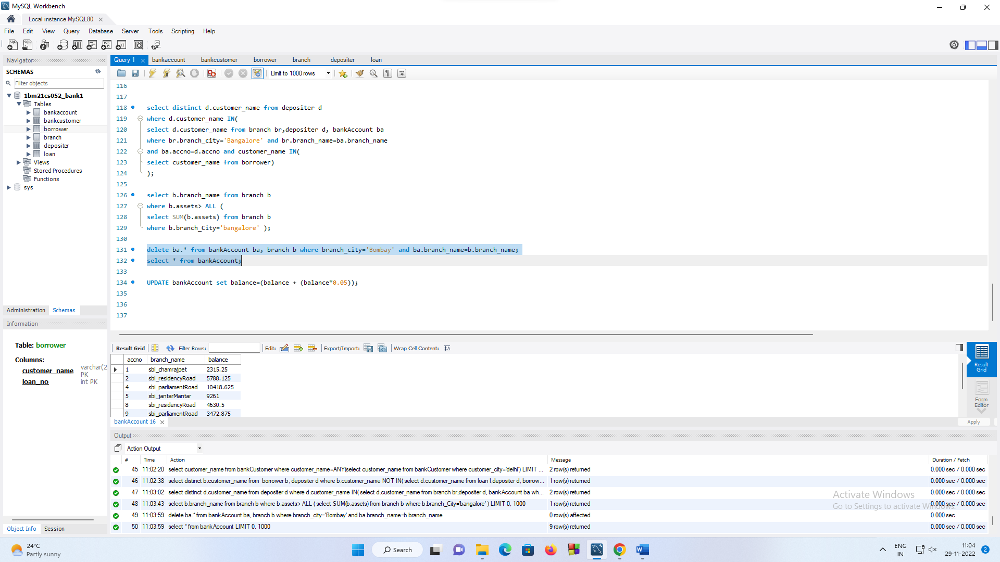 MySQL Workbench
Local instance MySQL80
File Edit View Query Database Server Tools Scripting Help
Navigator
SCHEMAS
Filter objects
1bm21cs052_bank1
Tables
bankaccount
bankcustomer
borrower
branch
depositer
loan
Views
Stored Procedures
Functions
sys
Administration Schemas
Information
Table: borrower
Columns:
customer_name varchar(2
PK
loan_no int PK
Object Info Session
Query 1 bankaccount bankcustomer borrower branch depositer loan
Limit to 1000 rows
116
117
118 select distinct d.customer_name from depositer d
119 where d.customer_name IN(
120 select d.customer_name from branch br,depositer d, bankAccount ba
121 where br.branch_city='Bangalore' and br.branch_name=ba.branch_name
122 and ba.accno=d.accno and customer_name IN(
123 select customer_name from borrower)
124 );
125
126 select b.branch_name from branch b
127 where b.assets> ALL (
128 select SUM(b.assets) from branch b
129 where b.branch_City='bangalore' );
130
131 delete ba.* from bankAccount ba, branch b where branch_city='Bombay' and ba.branch_name=b.branch_name;
132 select * from bankAccount;
133
134 UPDATE bankAccount set balance=(balance + (balance*0.05));
135
136
137
Result Grid Filter Rows: Edit: Export/Import: Wrap Cell Content:
accno branch_name balance
1 sbi_chamrajpet 2315.25
2 sbi_residencyRoad 5788.125
4 sbi_parliamentRoad 10418.625
5 sbi_jantarMantar 9261
8 sbi_residencyRoad 4630.5
9 sbi_parliamentRoad 3472.875
Result
Grid
Form
Editor
bankAccount 16
Apply
Output
Action Output
# Time Action Message Duration / Fetch
45 11:02:20 select customer_name from bankCustomer where customer_name=ANY(select customer_name from bankCustomer where customer_city='delhi') LIMIT ... 2 row(s) returned 0.000 sec / 0.000 sec
46 11:02:38 select distinct b.customer_name from borrower b, depositer d where b.customer_name NOT IN( select d.customer_name from loan l,depositer d, borrow... 1 row(s) returned 0.000 sec / 0.000 sec
47 11:03:02 select distinct d.customer_name from depositer d where d.customer_name IN( select d.customer_name from branch br,depositer d, bankAccount ba wh... 2 row(s) returned 0.000 sec / 0.000 sec
48 11:03:43 select b.branch_name from branch b where b.assets> ALL ( select SUM(b.assets) from branch b where b.branch_City='bangalore' ) LIMIT 0, 1000 1 row(s) returned 0.000 sec / 0.000 sec
49 11:03:59 delete ba.* from bankAccount ba, branch b where branch_city='Bombay' and ba.branch_name=b.branch_name 0 row(s) affected 0.000 sec
50 11:03:59 select * from bankAccount LIMIT 0, 1000 9 row(s) returned 0.000 sec / 0.000 sec
Activate Windows
Go to Settings to activate Windows.
24°C
Partly sunny
Search
ENG
IN
11:04
29-11-2022
2